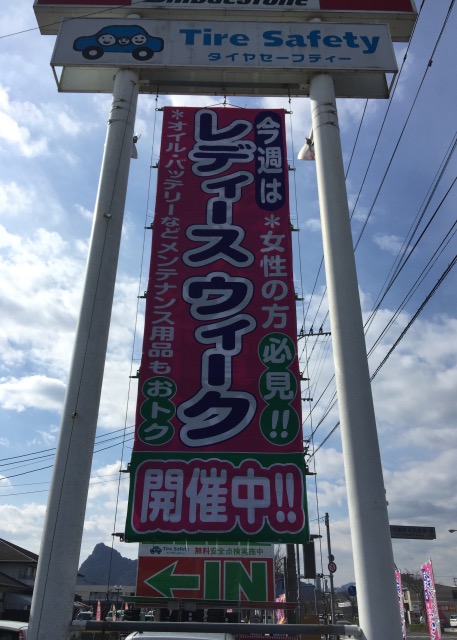 BRIDGESTONE
Tire Safety
タイヤセーフティー
今週は
*女性の方必見!!
レディースウィーク
*オイル・バッテリーなどメンテナンス用品もおトク
開催中!!
Tire Safety 無料安全点検実施中
IN